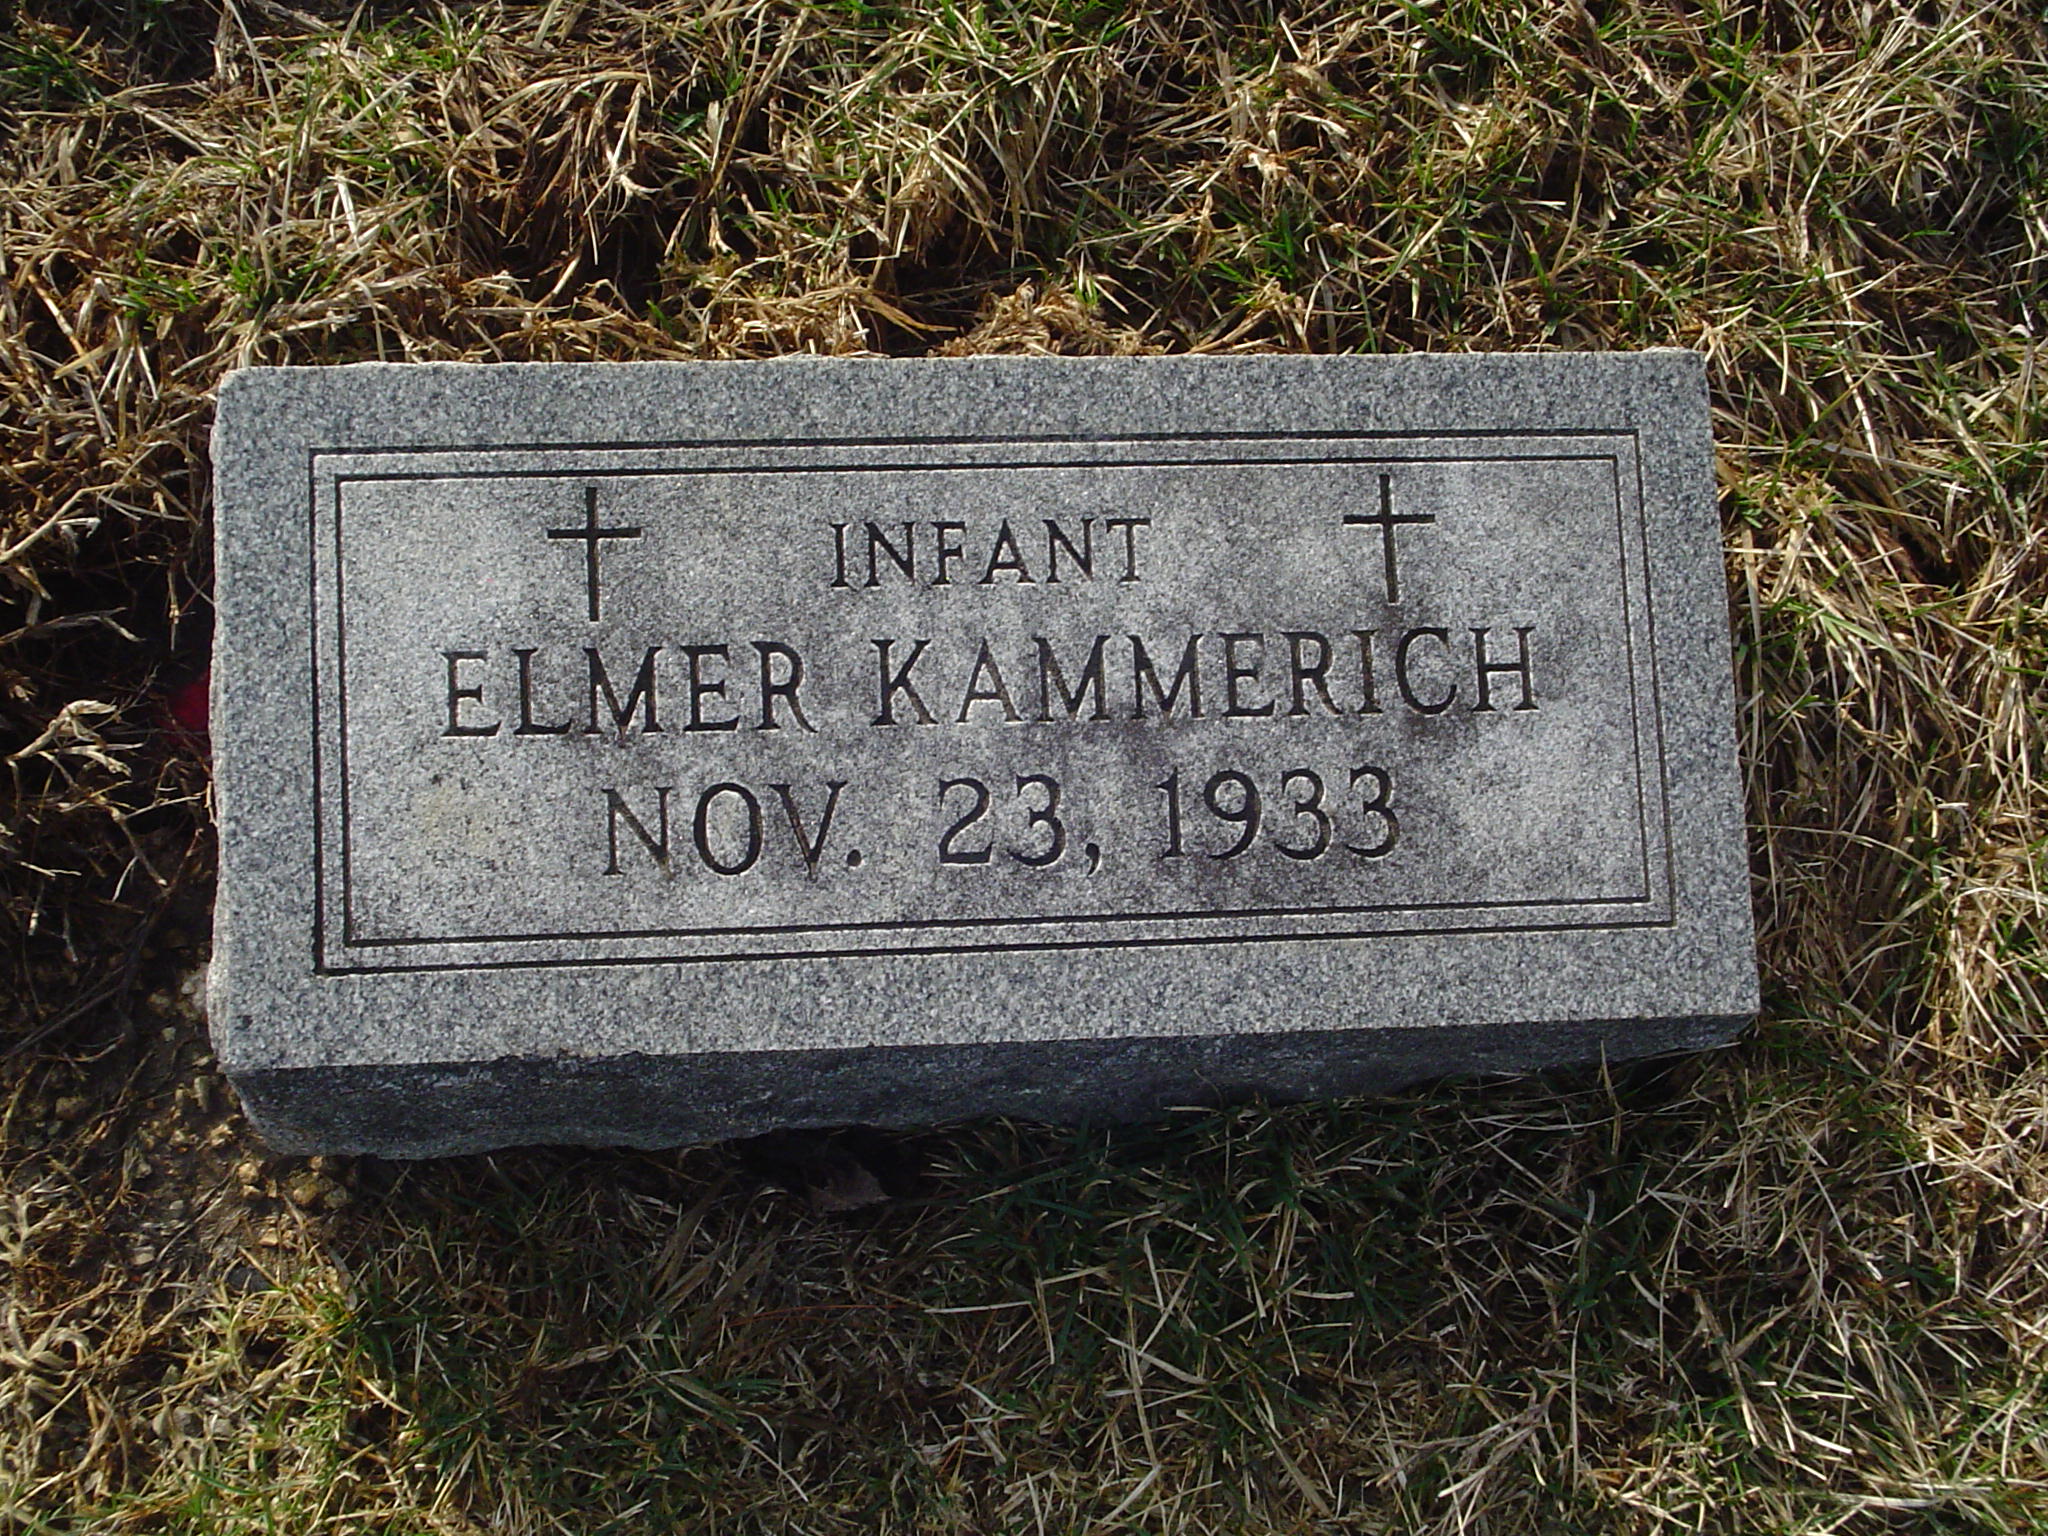 INFANT
ELMER KAMMERICH
NOV. 23, 1933